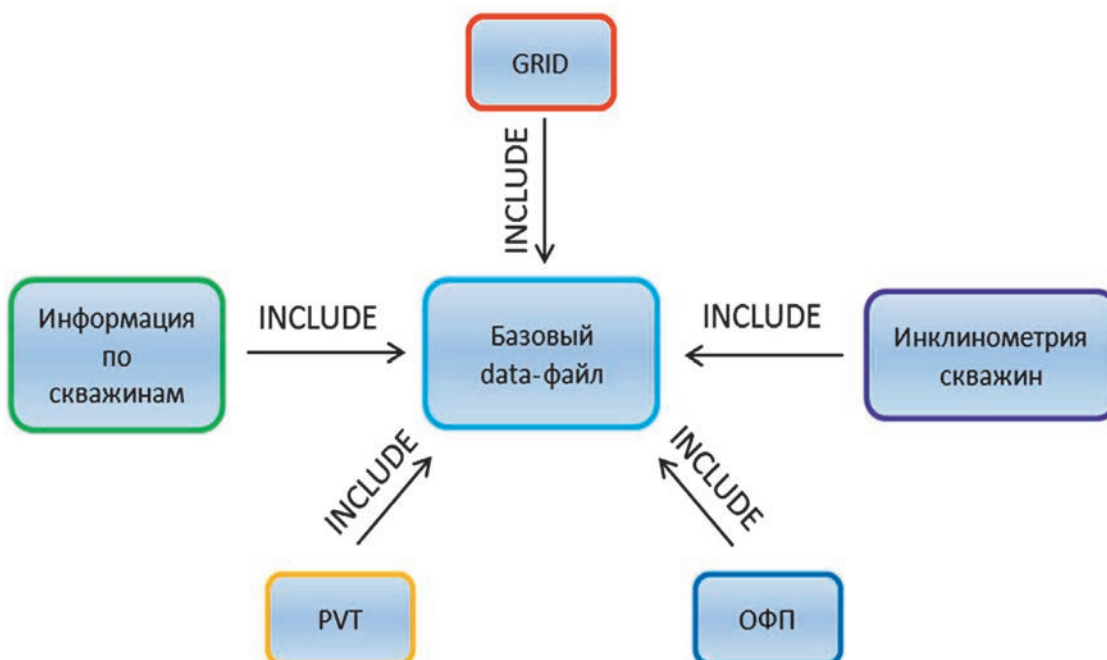 GRID
INCLUDE
Информация
по
скважинам
INCLUDE
Базовый
data-файл
INCLUDE
Инклинометрия
скважин
INCLUDE
INCLUDE
PVT
ОФП